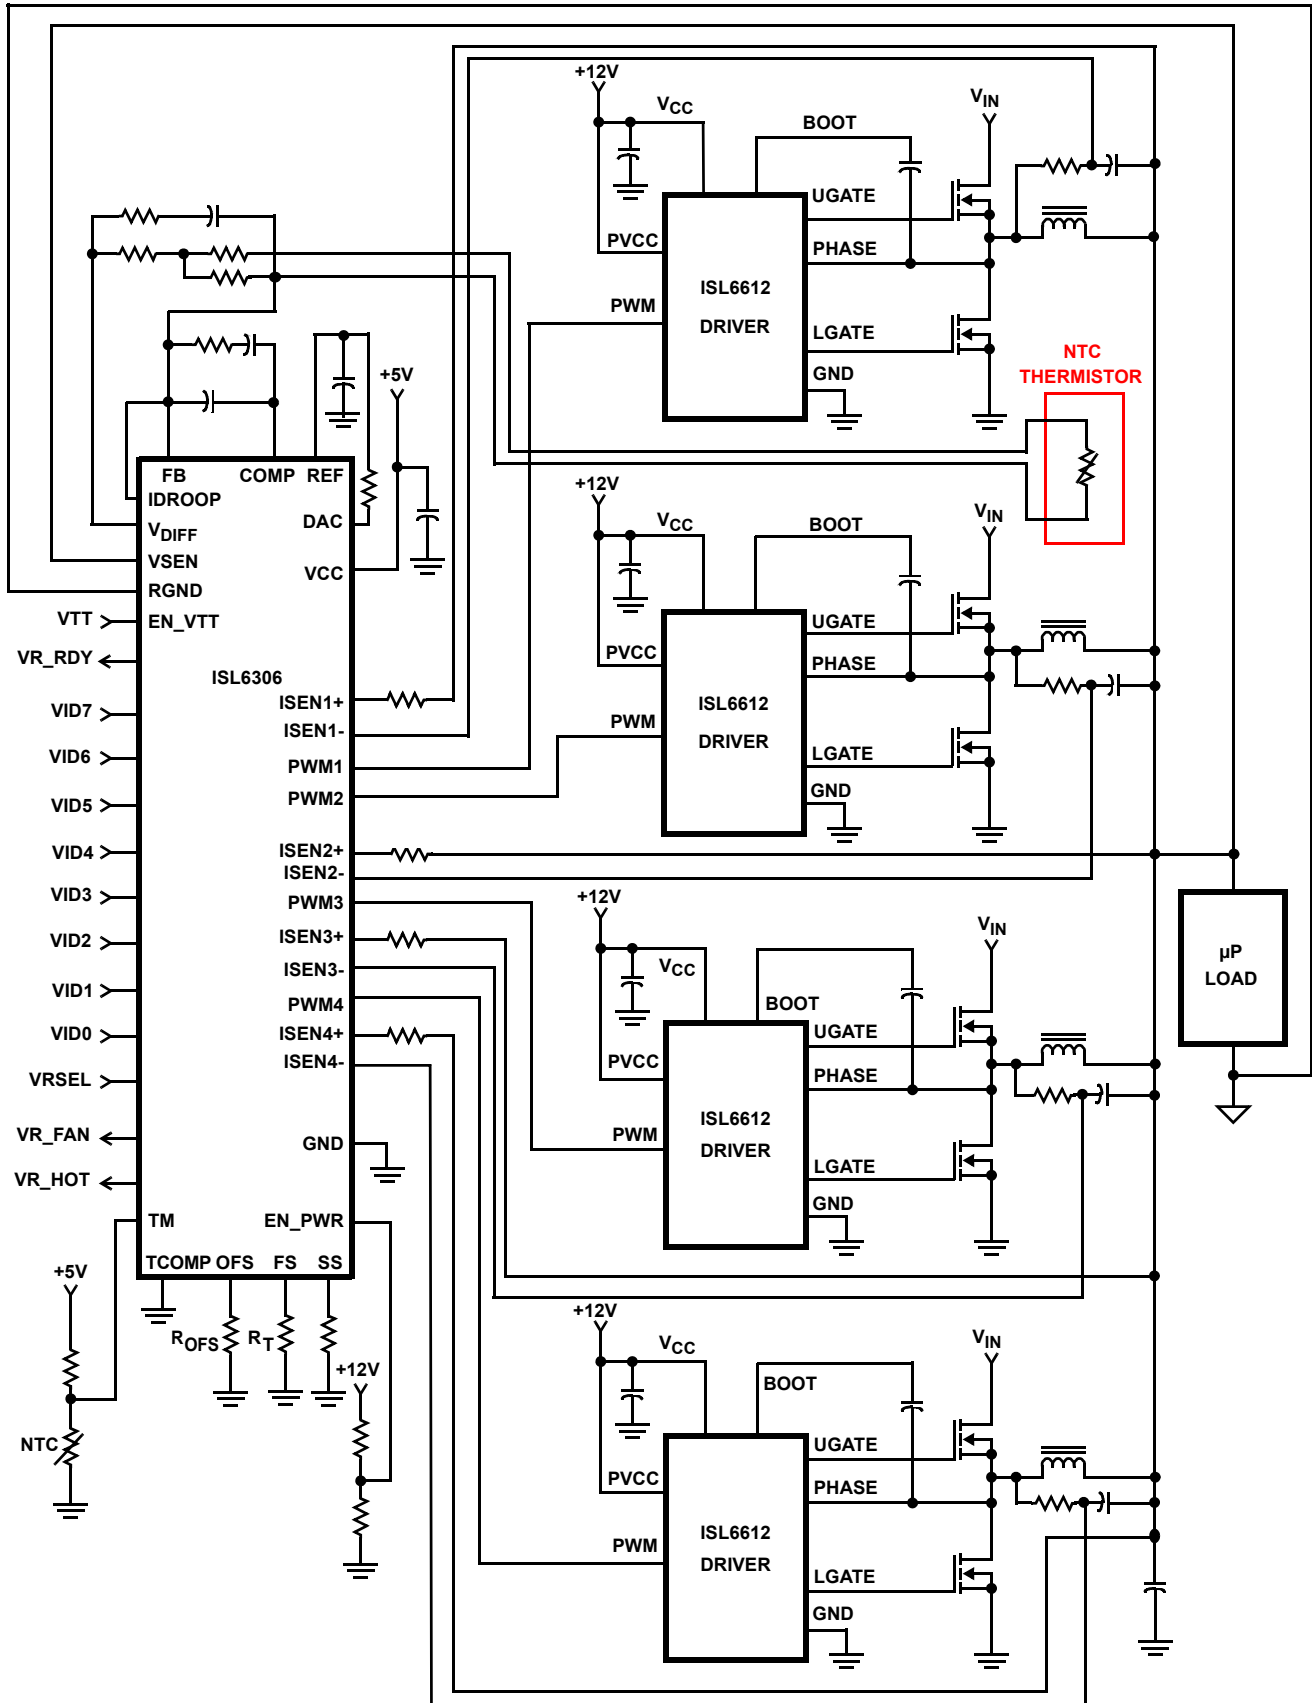 +12V
VCC
BOOT
VIN
UGATE
PVCC
PHASE
ISL6612
DRIVER
PWM
LGATE
GND
NTC
THERMISTOR
+5V
FB
COMP
REF
IDROOP
DAC
VDIFF
VSEN
VCC
RGND
VTT
EN_VTT
VR_RDY
ISL6306
VID7
ISEN1+
ISEN1-
VID6
PWM1
VID5
PWM2
VID4
ISEN2+
ISEN2-
VID3
PWM3
VID2
ISEN3+
ISEN3-
VID1
PWM4
VID0
ISEN4+
ISEN4-
VRSEL
VR_FAN
GND
VR_HOT
TM
EN_PWR
TCOMP
OFS
FS
SS
+5V
ROFS
RT
+12V
NTC
+12V
VCC
BOOT
VIN
UGATE
PVCC
PHASE
ISL6612
DRIVER
PWM
LGATE
GND
+12V
VCC
BOOT
VIN
UGATE
PVCC
PHASE
ISL6612
DRIVER
PWM
LGATE
GND
µP
LOAD
+12V
VCC
BOOT
VIN
UGATE
PVCC
PHASE
ISL6612
DRIVER
PWM
LGATE
GND